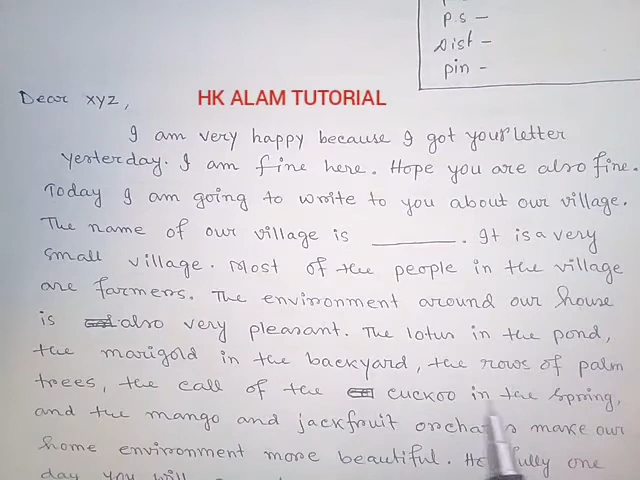 P.S -
Dist -
pin -
Dear xyz,
HK ALAM TUTORIAL
I am very happy because I got your letter
yesterday. I am fine here. Hope you are also fine.
Today I am going to write to you about our village.
The name of our village is ________. It is a very
small village. Most of the people in the village
are farmers. The environment around our house
is also very pleasant. The lotus in the pond,
the marigold in the backyard, the rows of palm
trees, the call of the cuckoo in the spring,
and the mango and jackfruit orchards make our
home environment more beautiful. Hopefully one
day you will